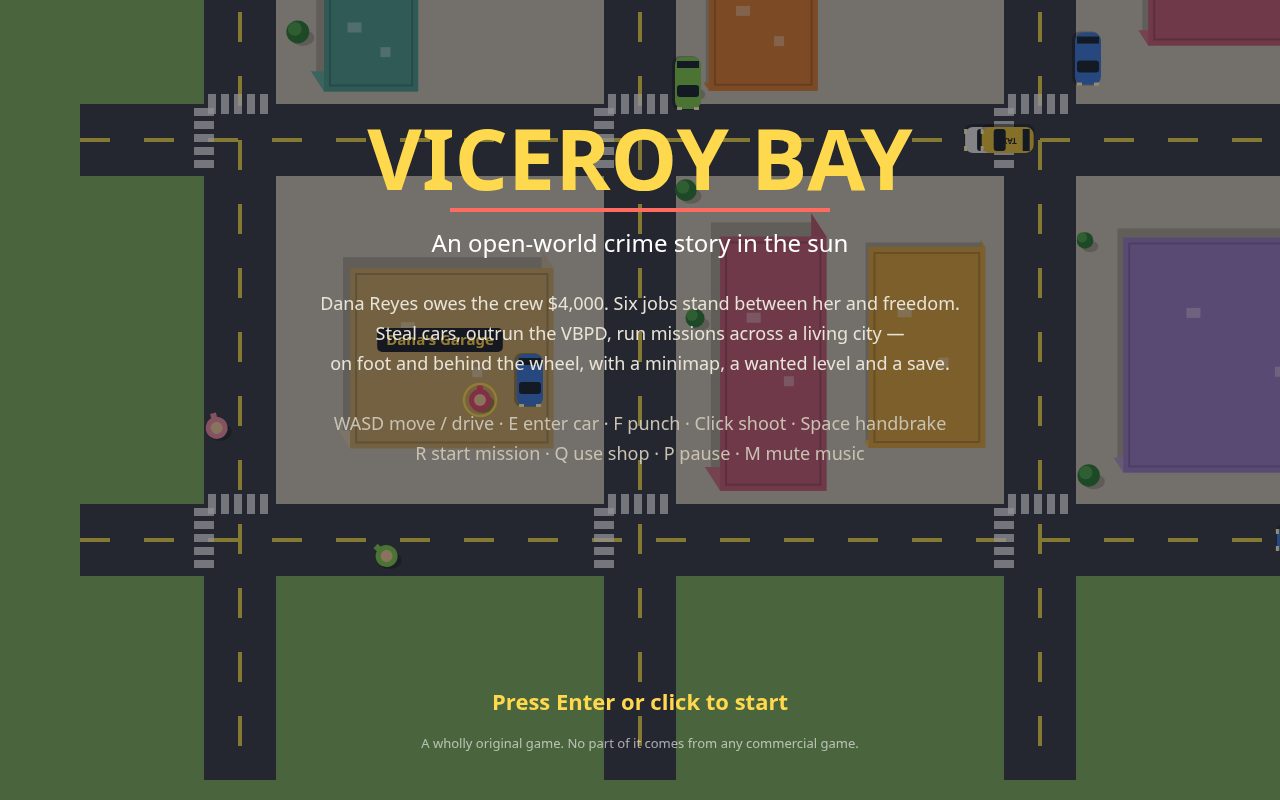 VICEROY BAY
An open-world crime story in the sun
Dana Reyes owes the crew $4,000. Six jobs stand between her and freedom.
Steal cars, outrun the VBPD, run missions across a living city —
Dana's Garage
on foot and behind the wheel, with a minimap, a wanted level and a save.
WASD move / drive · E enter car · F punch · Click shoot · Space handbrake
R start mission · Q use shop · P pause · M mute music
Press Enter or click to start
A wholly original game. No part of it comes from any commercial game.